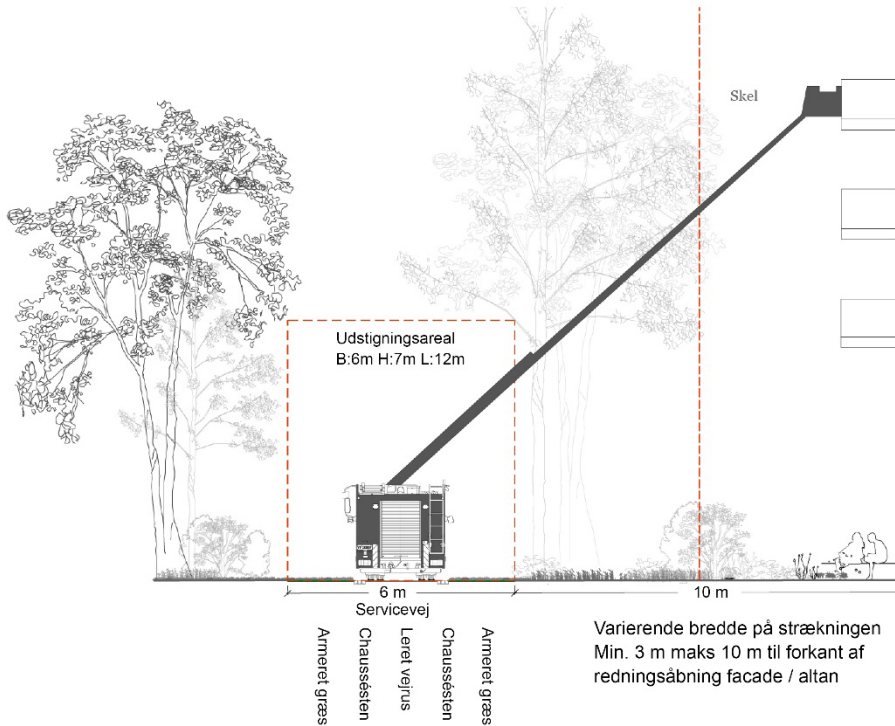 Skel
Udstigningsareal
B:6m H:7m L:12m
6 m
10 m
Servicevej
Armeret græs
Chaussésten
Leret vejrus
Chaussésten
Armeret græs
Varierende bredde på strækningen
Min. 3 m maks 10 m til forkant af
redningsåbning facade / altan